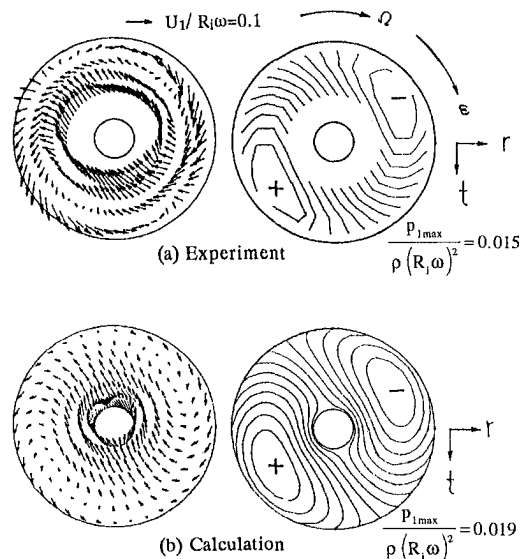 U₁/Rᵢω=0.1
Ω
ε
−
r
+
t
(a) Experiment
p₁max/ρ(Rᵢω)²=0.015
−
r
+
t
(b) Calculation
p₁max/ρ(Rᵢω)²=0.019